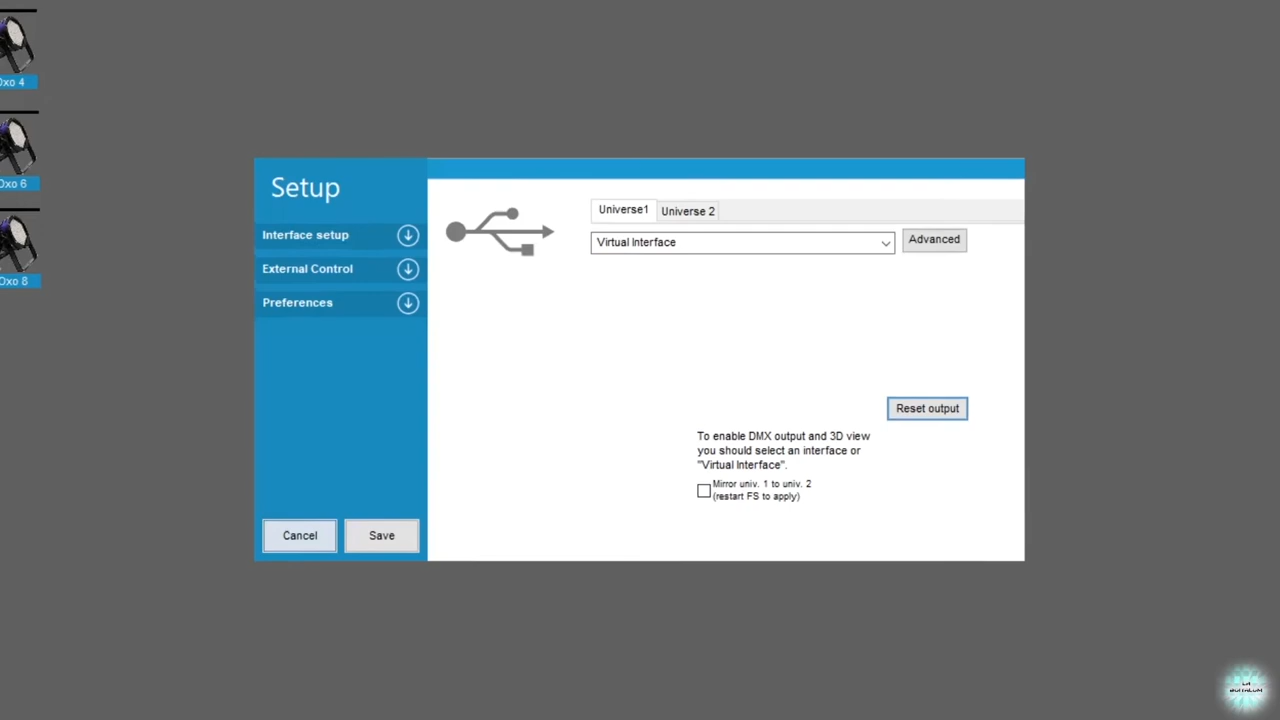 Oxo 4
Oxo 6
Oxo 8
Setup
Interface setup
External Control
Preferences
Cancel
Save
Universe1
Universe 2
Virtual Interface
Advanced
Reset output
To enable DMX output and 3D view
you should select an interface or
"Virtual Interface".
Mirror univ. 1 to univ. 2
(restart FS to apply)